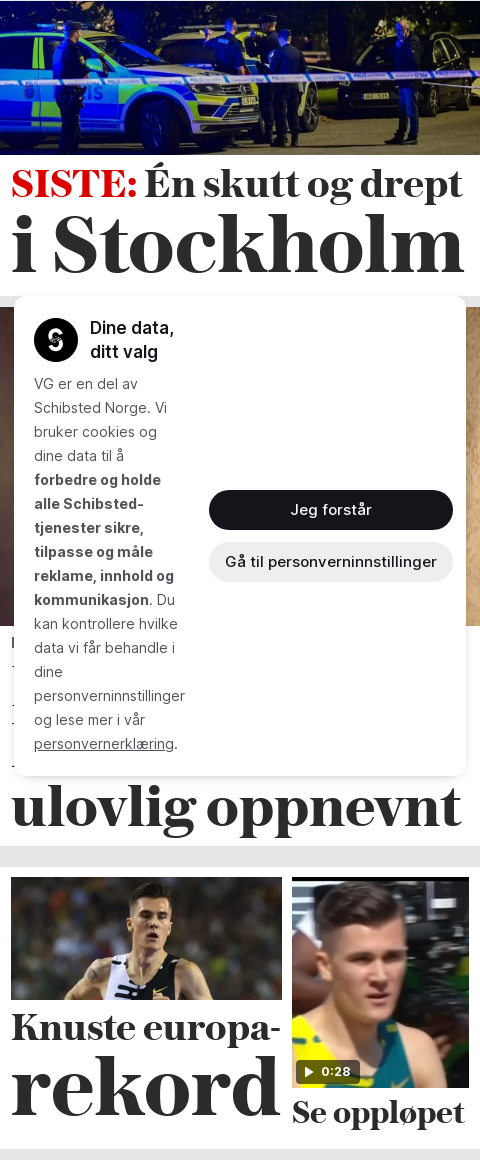 SISTE: Én skutt og drept
i Stockholm
Dine data,
ditt valg
VG er en del av
Schibsted Norge. Vi
bruker cookies og
dine data til å
forbedre og holde
alle Schibsted-
tjenester sikre,
tilpasse og måle
reklame, innhold og
kommunikasjon. Du
kan kontrollere hvilke
data vi får behandle i
dine
personverninnstillinger
og lese mer i vår
personvernerklæring.
Jeg forstår
Gå til personverninnstillinger
ulovlig oppnevnt
Knuste europa-
rekord
0:28
Se oppløpet